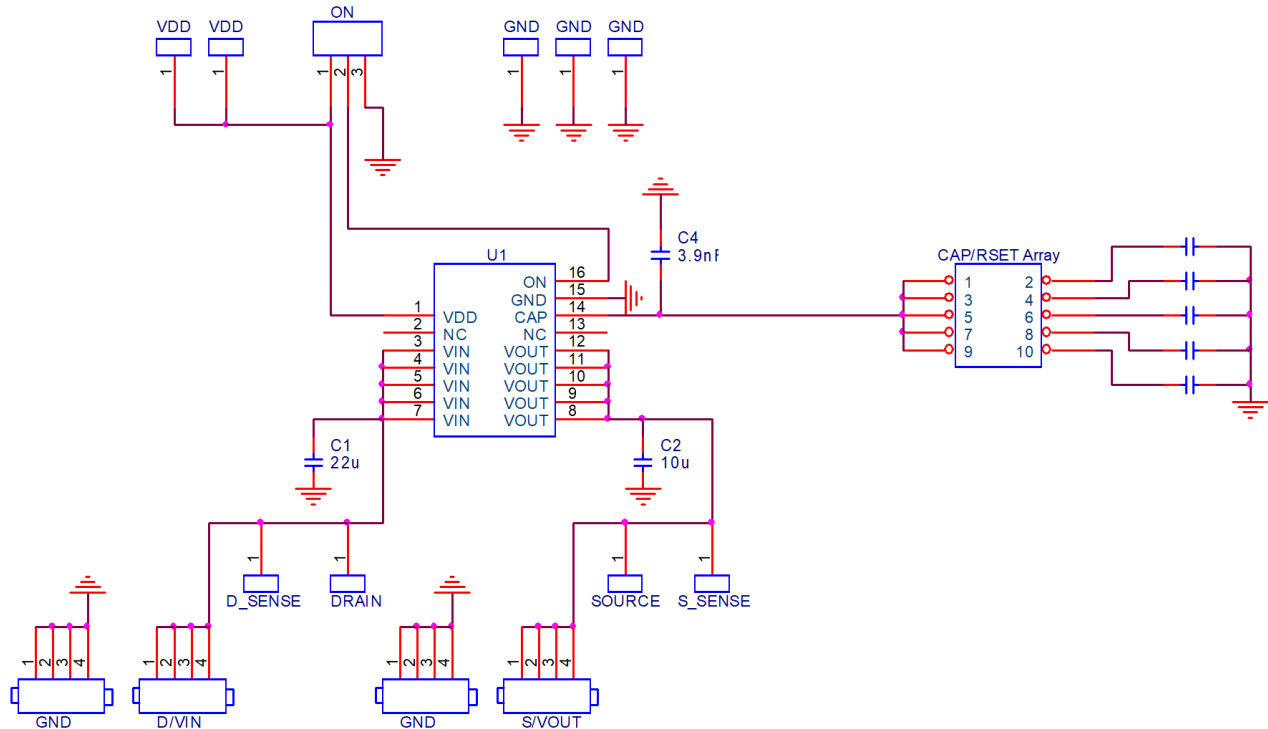 ON
VDD VDD
GND GND GND
1 1 1 2 3 1 1 1
C4
3.9nF
U1
CAP/RSET Array
16 ON
15 GND
1 VDD
14 CAP
2 NC
13 NC
3 VIN
12 VOUT
4 VIN
11 VOUT
5 VIN
10 VOUT
6 VIN
9 VOUT
7 VIN
8 VOUT
1 2
3 4
5 6
7 8
9 10
C1
22u
C2
10u
1 1 1 1
D_SENSE DRAIN SOURCE S_SENSE
1 2 3 4 1 2 3 4 1 2 3 4 1 2 3 4
GND D/VIN GND S/VOUT